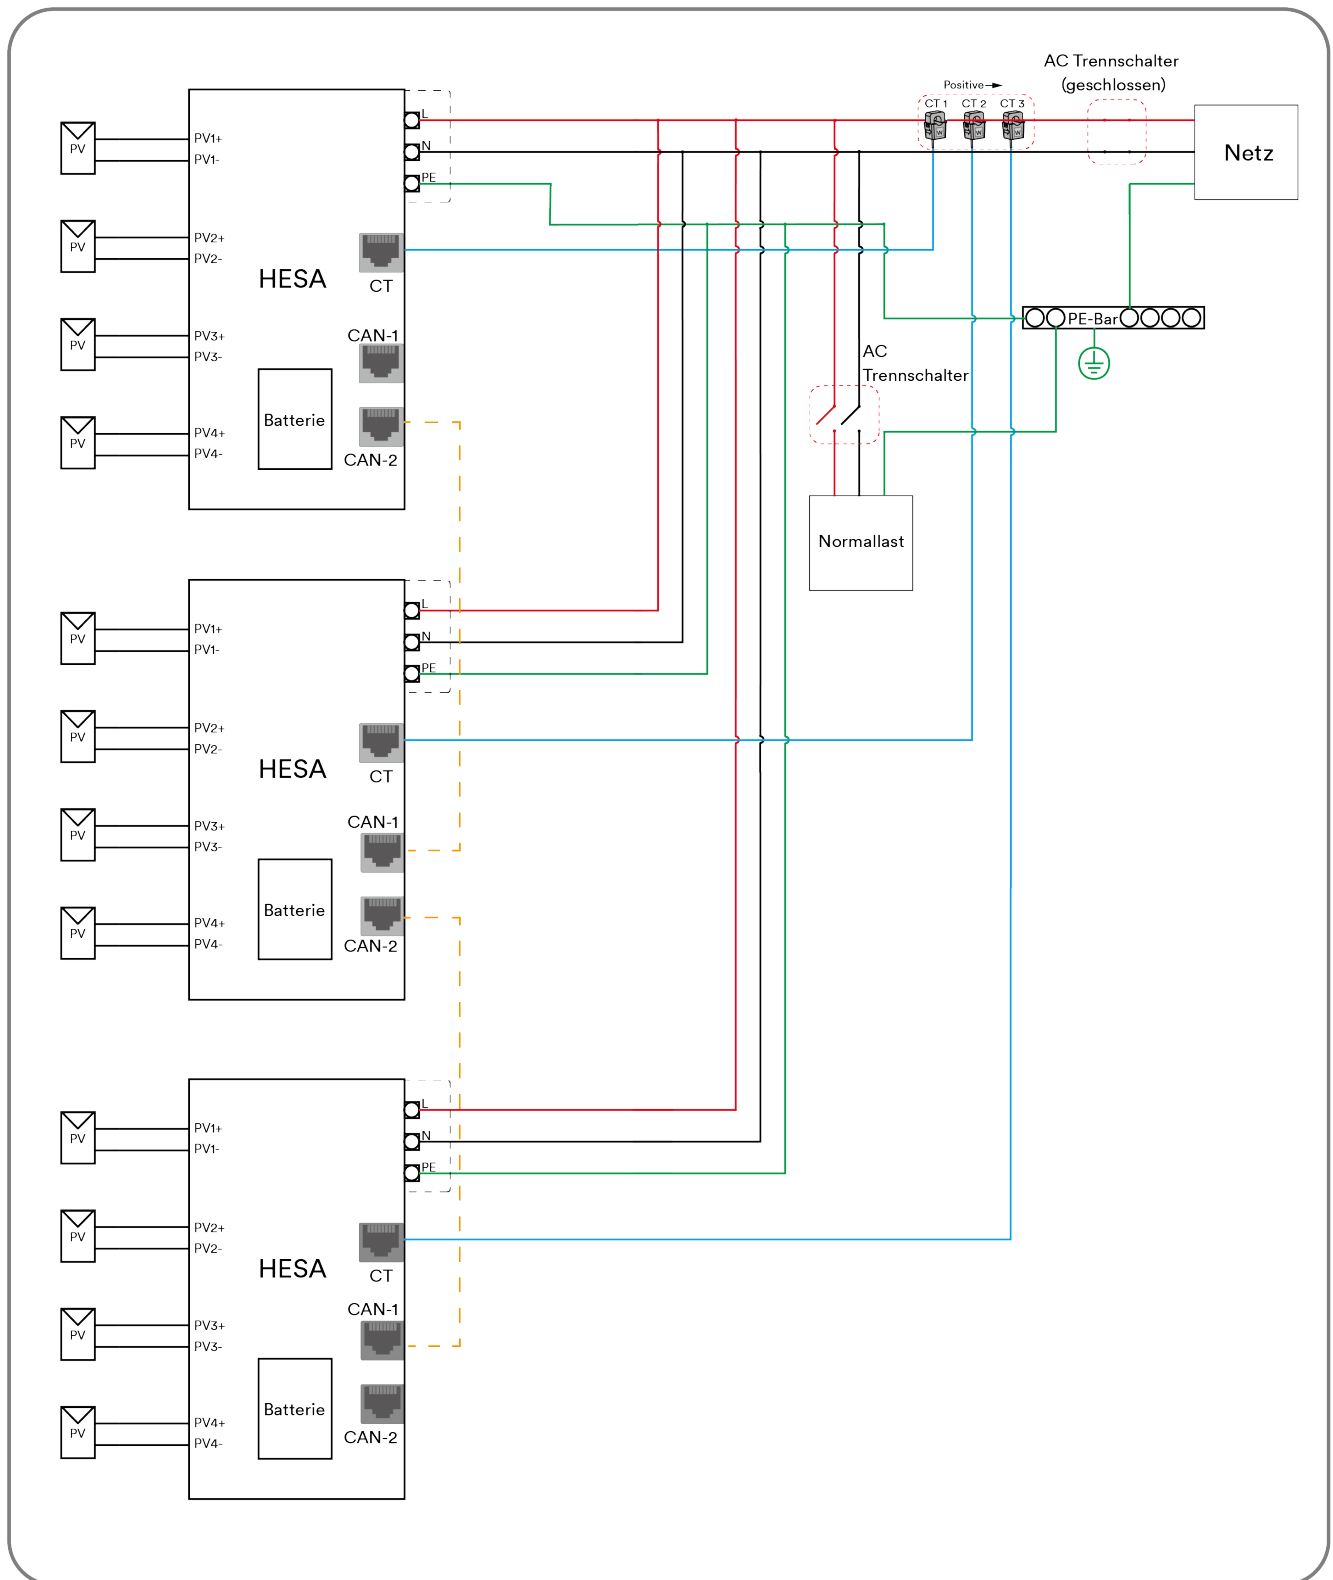 AC Trennschalter
(geschlossen)
Positive
CT 1
CT 2
CT 3
L
N
PE
Netz
PV
PV1+
PV1-
PV
PV2+
PV2-
HESA
CT
PV
PV3+
PV3-
CAN-1
PE-Bar
AC
Trennschalter
PV
PV4+
PV4-
Batterie
CAN-2
Normallast
L
N
PE
PV
PV1+
PV1-
PV
PV2+
PV2-
HESA
CT
PV
PV3+
PV3-
CAN-1
PV
PV4+
PV4-
Batterie
CAN-2
L
N
PE
PV
PV1+
PV1-
PV
PV2+
PV2-
HESA
CT
PV
PV3+
PV3-
CAN-1
PV
PV4+
PV4-
Batterie
CAN-2